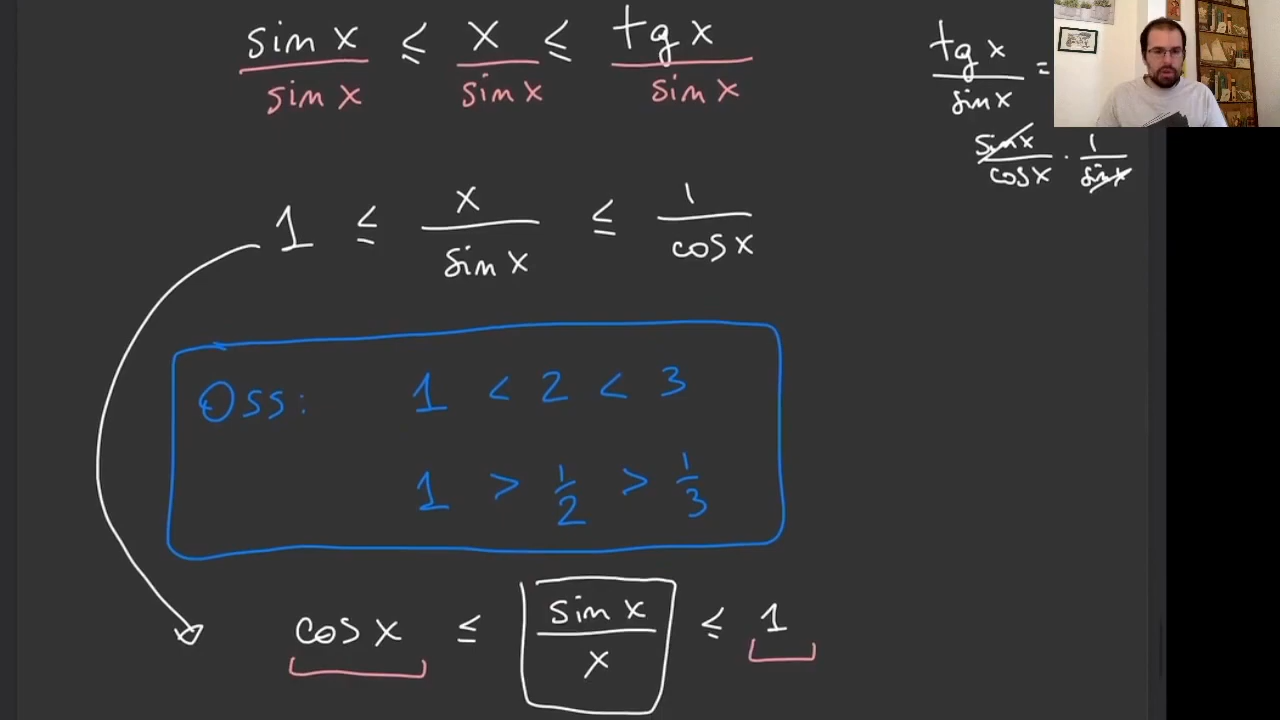 sin x / sin x ≤ x / sin x ≤ tg x / sin x
tg x / sin x =
sin x / cos x · 1 / sin x
1 ≤ x / sin x ≤ 1 / cos x
Oss: 1 < 2 < 3
1 > 1/2 > 1/3
cos x ≤ sin x / x ≤ 1